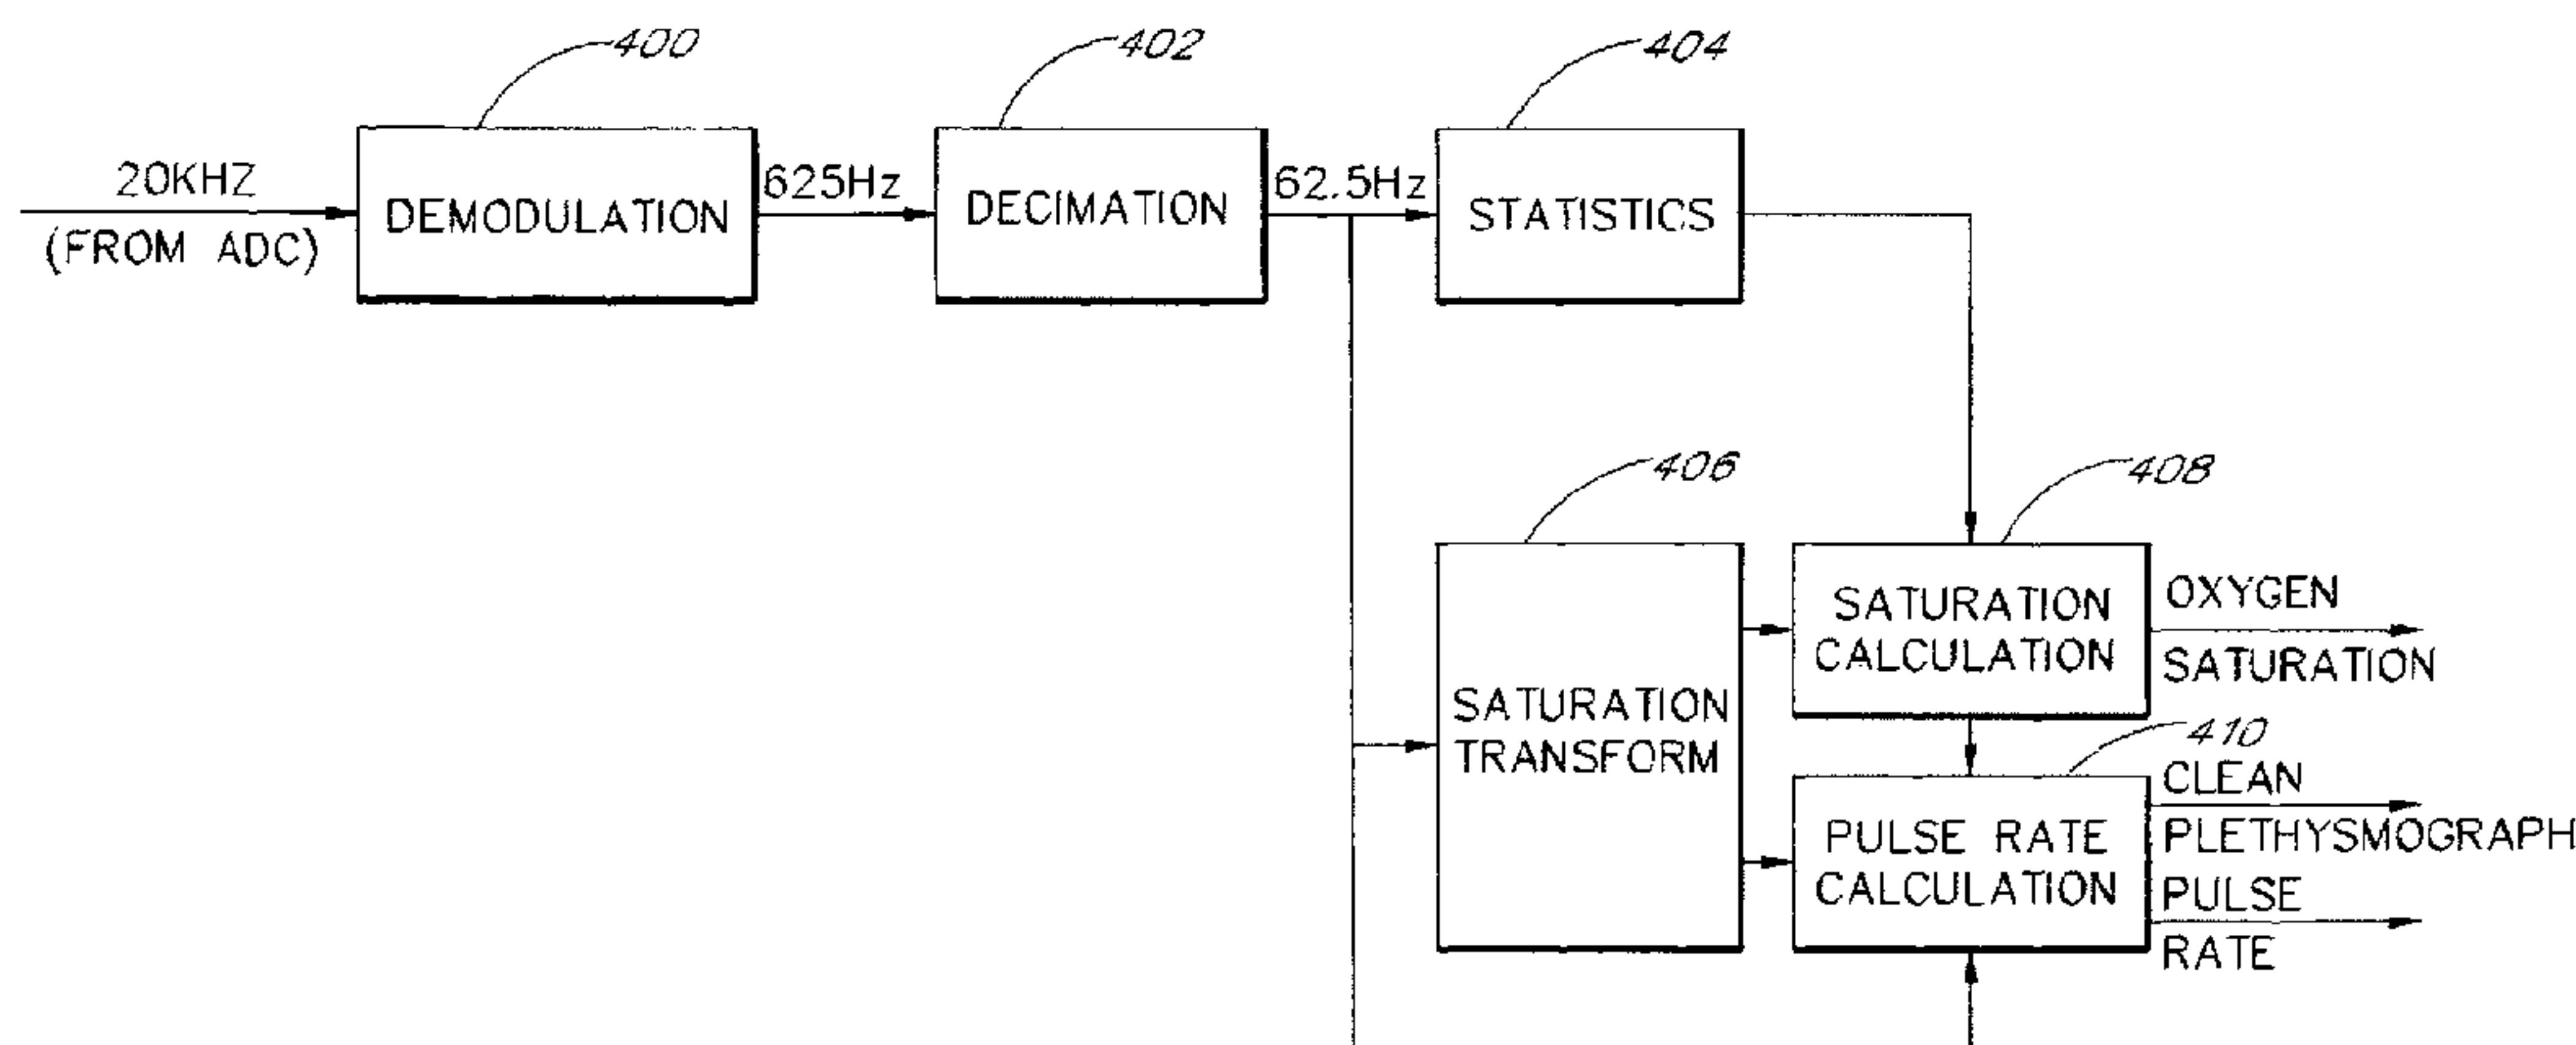 400
402
404
20KHZ
(FROM ADC)
DEMODULATION
625Hz
DECIMATION
62.5Hz
STATISTICS
406
408
SATURATION
TRANSFORM
SATURATION
CALCULATION
OXYGEN
SATURATION
410
PULSE RATE
CALCULATION
CLEAN
PLETHYSMOGRAPH
PULSE
RATE